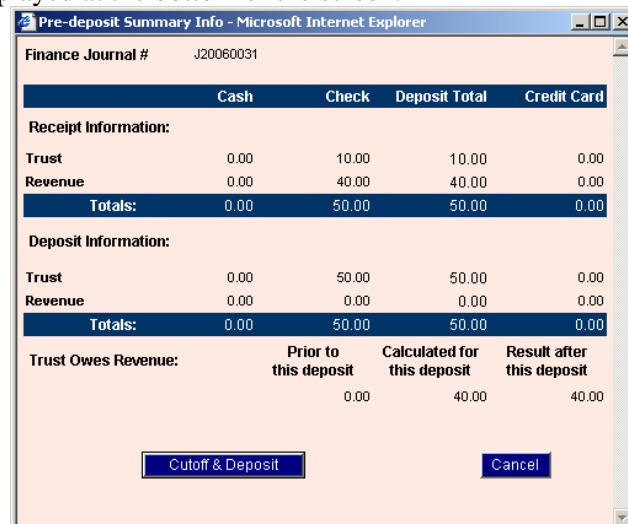 Pre-deposit Summary Info - Microsoft Internet Explorer
Finance Journal # J20060031
Cash Check Deposit Total Credit Card
Receipt Information:
Trust 0.00 10.00 10.00 0.00
Revenue 0.00 40.00 40.00 0.00
Totals: 0.00 50.00 50.00 0.00
Deposit Information:
Trust 0.00 50.00 50.00 0.00
Revenue 0.00 0.00 0.00 0.00
Totals: 0.00 50.00 50.00 0.00
Trust Owes Revenue: Prior to this deposit Calculated for this deposit Result after this deposit
0.00 40.00 40.00
Cutoff & Deposit Cancel